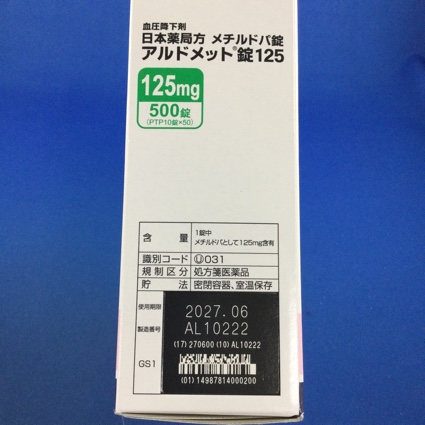 血圧降下剤
日本薬局方 メチルドパ錠
アルドメット®錠125
125mg
500錠
(PTP10錠×50)
含 量 1錠中
メチルドパとして125mg含有
識別コード Ⓤ031
規制区分 処方箋医薬品
貯 法 密閉容器、室温保存
使用期限 2027.06
製造番号 AL10222
(17) 270600 (10) AL10222
GS1
(01) 14987814000200